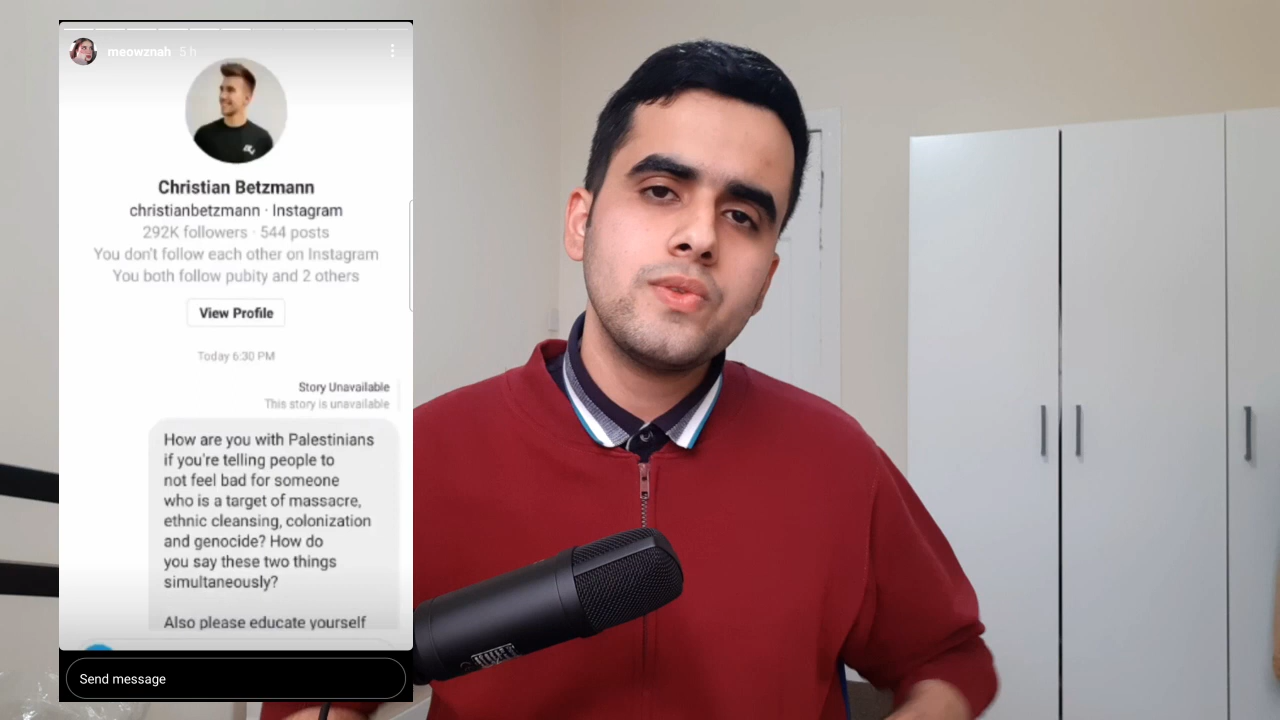 meowznah 5 h
Christian Betzmann
christianbetzmann · Instagram
292K followers · 544 posts
You don't follow each other on Instagram
You both follow pubity and 2 others
View Profile
Today 6:30 PM
Story Unavailable
This story is unavailable
How are you with Palestinians
if you're telling people to
not feel bad for someone
who is a target of massacre,
ethnic cleansing, colonization
and genocide? How do
you say these two things
simultaneously?
Also please educate yourself
Send message